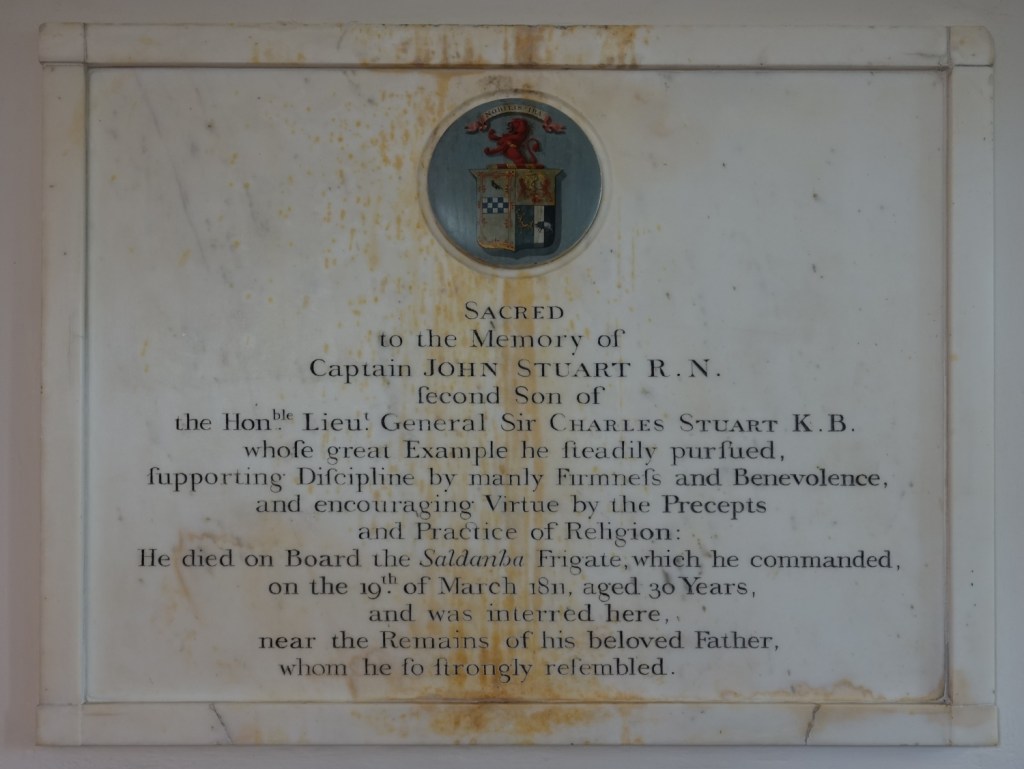 SACRED
to the Memory of
Captain JOHN STUART R.N.
ſecond Son of
the Honble. Lieut. General Sir CHARLES STUART K.B.
whoſe great Example he ſteadily purſued,
ſupporting Diſcipline by manly Firmneſs and Benevolence,
and encouraging Virtue by the Precepts
and Practice of Religion:
He died on Board the Saldanha Frigate, which he commanded,
on the 19th. of March 1811, aged 30 Years,
and was interred here,
near the Remains of his beloved Father,
whom he ſo ſtrongly reſembled.